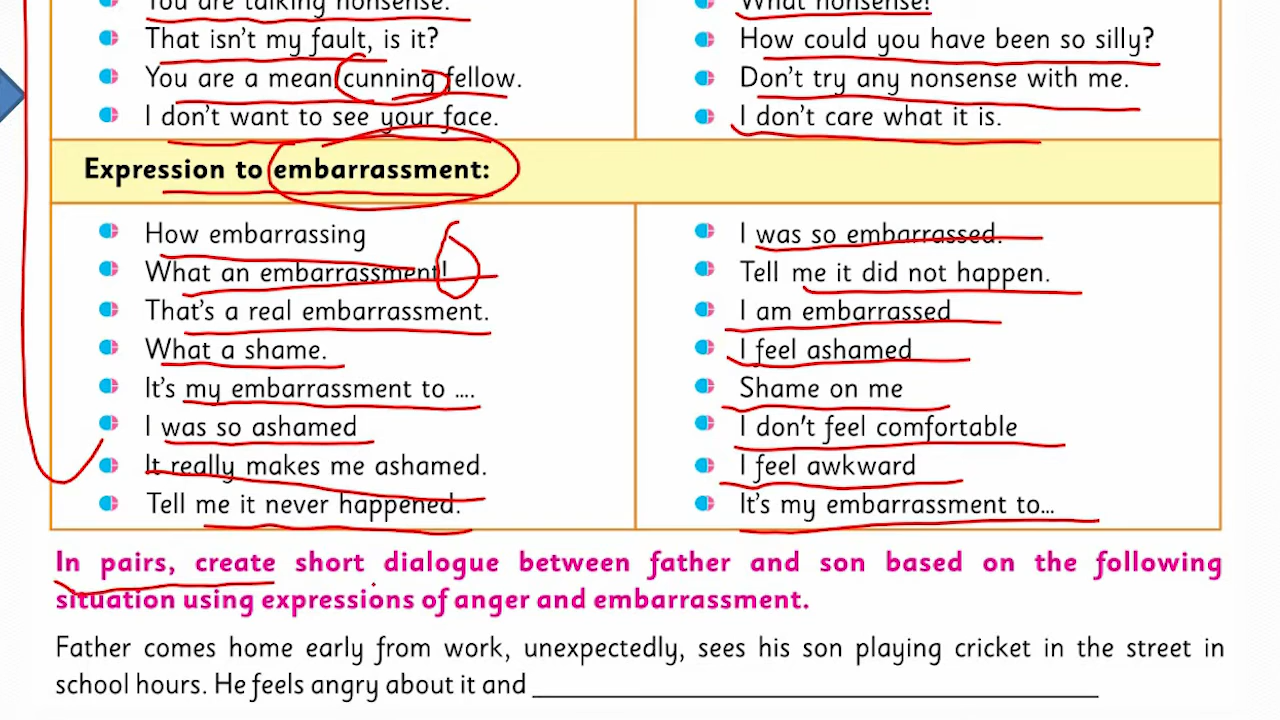 You are talking nonsense.
That isn't my fault, is it?
You are a mean cunning fellow.
I don't want to see your face.
What nonsense!
How could you have been so silly?
Don't try any nonsense with me.
I don't care what it is.
Expression to embarrassment:
How embarrassing
What an embarrassment!
That's a real embarrassment.
What a shame.
It's my embarrassment to ....
I was so ashamed
It really makes me ashamed.
Tell me it never happened.
I was so embarrassed.
Tell me it did not happen.
I am embarrassed
I feel ashamed
Shame on me
I don't feel comfortable
I feel awkward
It's my embarrassment to...
In pairs, create short dialogue between father and son based on the following
situation using expressions of anger and embarrassment.
Father comes home early from work, unexpectedly, sees his son playing cricket in the street in
school hours. He feels angry about it and